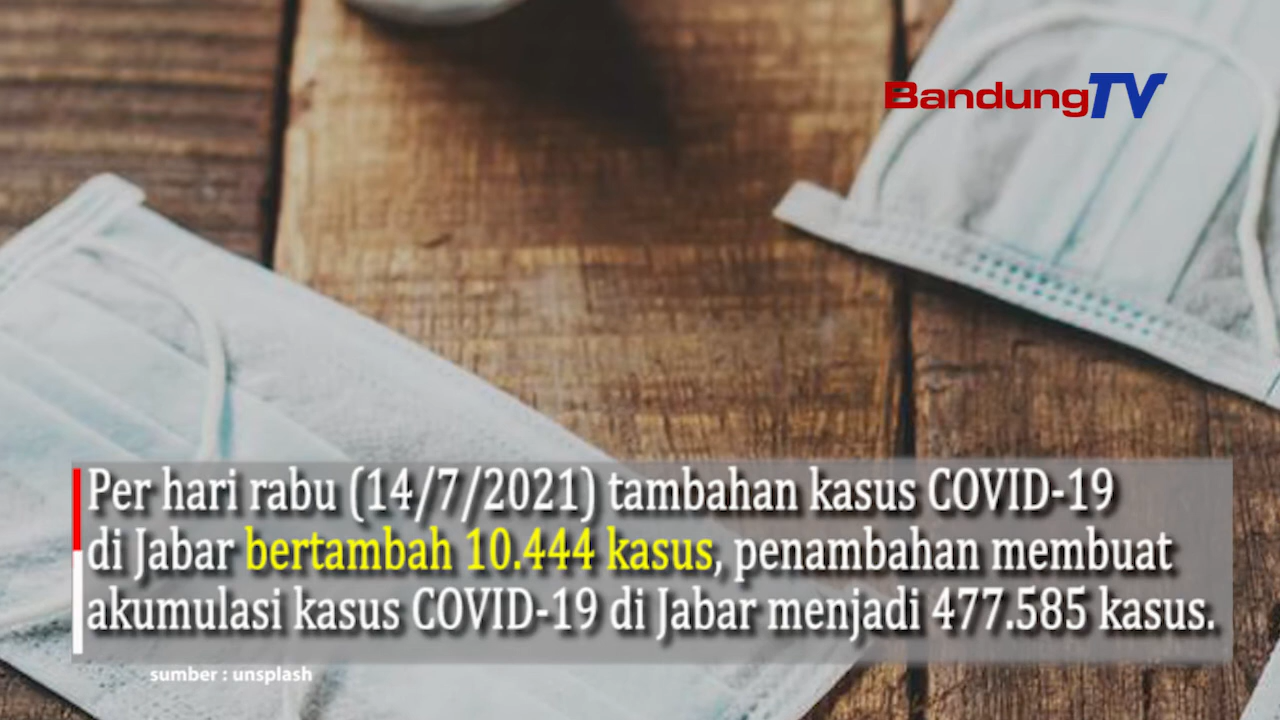 BandungTV
Per hari rabu (14/7/2021) tambahan kasus COVID-19
di Jabar bertambah 10.444 kasus, penambahan membuat
akumulasi kasus COVID-19 di Jabar menjadi 477.585 kasus.
sumber : unsplash